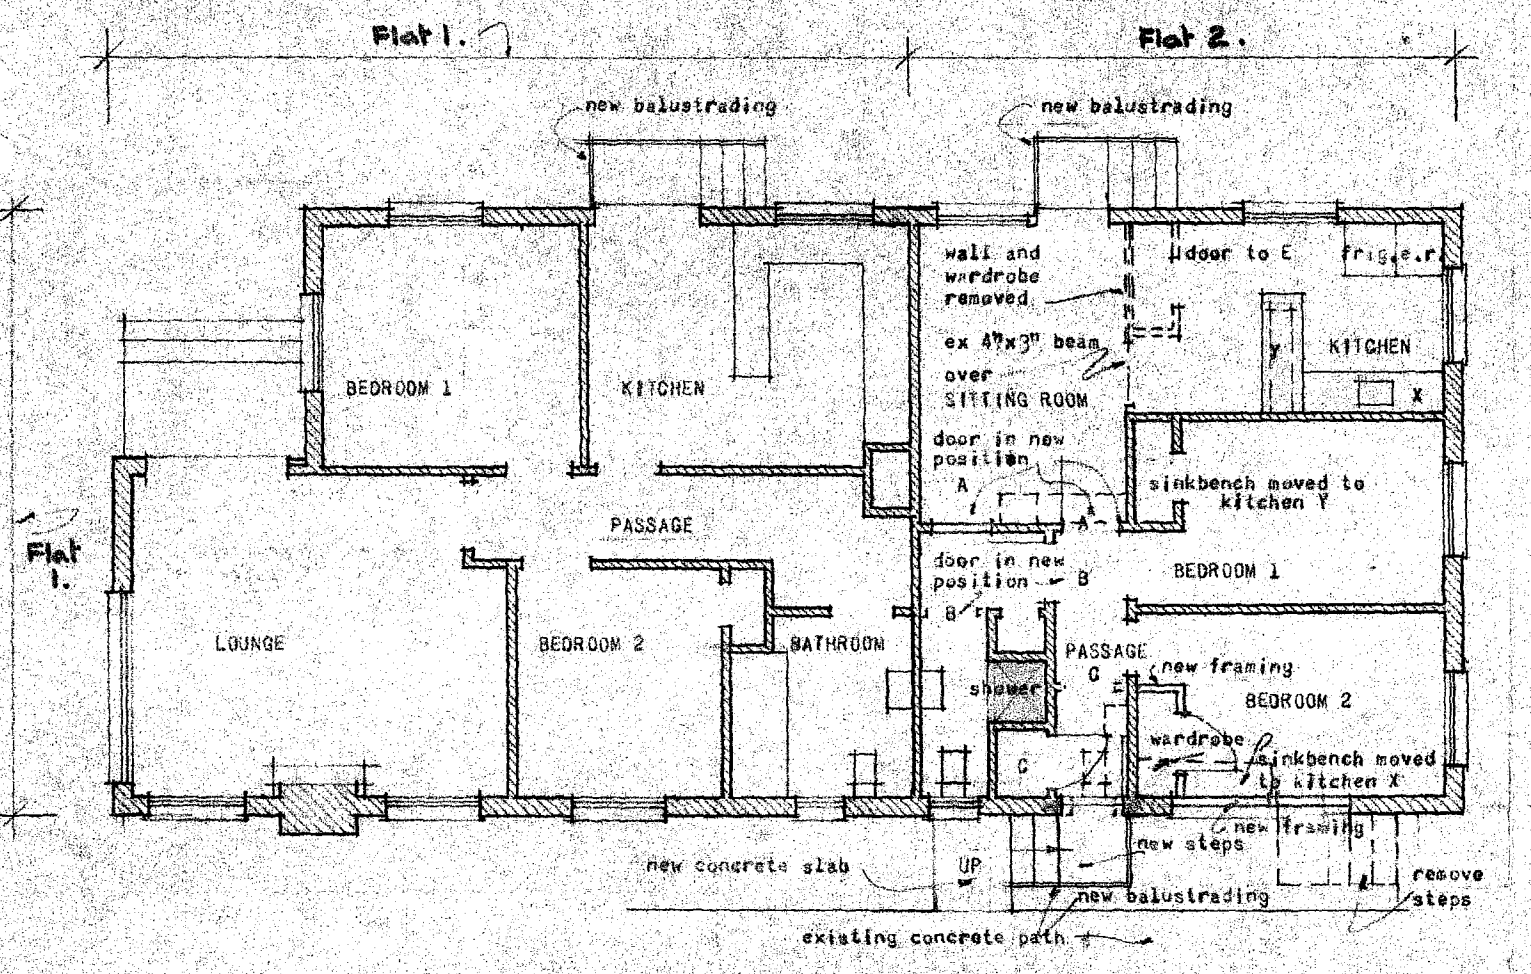 Flat 1.
Flat 2.
new balustrading
new balustrading
wall and
wardrobe
removed
door to E
frig.e.r.
ex 4"x3" beam
over
SITTING ROOM
y
KITCHEN
X
BEDROOM 1
KITCHEN
door in new
position
A
sinkbench moved to
kitchen Y
PASSAGE
A
Flat
1.
door in new
position
B
BEDROOM 1
B
LOUNGE
BEDROOM 2
BATHROOM
PASSAGE
C
new framing
shower
BEDROOM 2
wardrobe
C
sinkbench moved
to kitchen X
new framing
new steps
new concrete slab
UP
new balustrading
remove
steps
existing concrete path